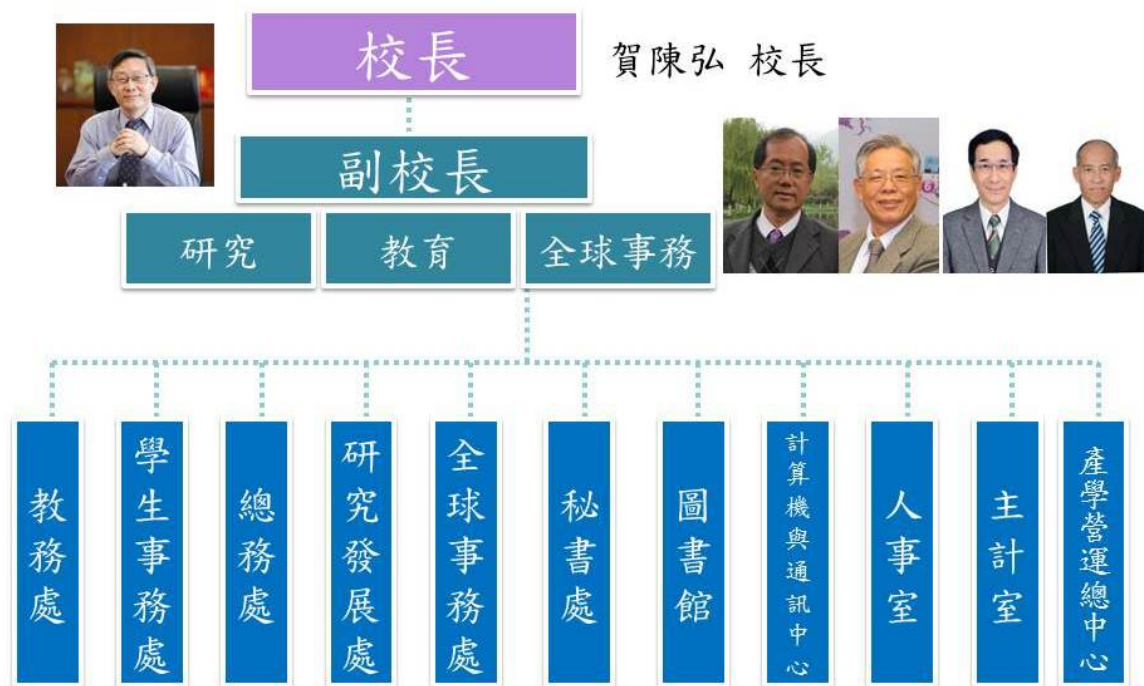 校長
賀陳弘 校長
副校長
研究
教育
全球事務
教務處
學生事務處
總務處
研究發展處
全球事務處
秘書處
圖書館
計算機與通訊中心
人事室
主計室
產學營運總中心